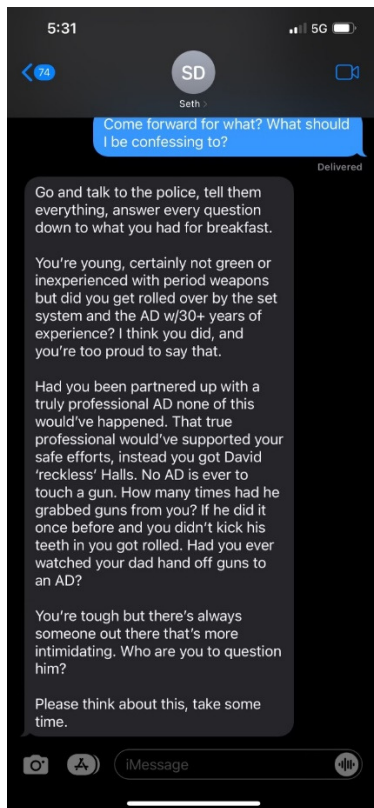 5:31
5G
74
SD
Seth
Come forward for what? What should
I be confessing to?
Delivered
Go and talk to the police, tell them
everything, answer every question
down to what you had for breakfast.
You're young, certainly not green or
inexperienced with period weapons
but did you get rolled over by the set
system and the AD w/30+ years of
experience? I think you did, and
you're too proud to say that.
Had you been partnered up with a
truly professional AD none of this
would've happened. That true
professional would've supported your
safe efforts, instead you got David
'reckless' Halls. No AD is ever to
touch a gun. How many times had he
grabbed guns from you? If he did it
once before and you didn't kick his
teeth in you got rolled. Had you ever
watched your dad hand off guns to
an AD?
You're tough but there's always
someone out there that's more
intimidating. Who are you to question
him?
Please think about this, take some
time.
iMessage